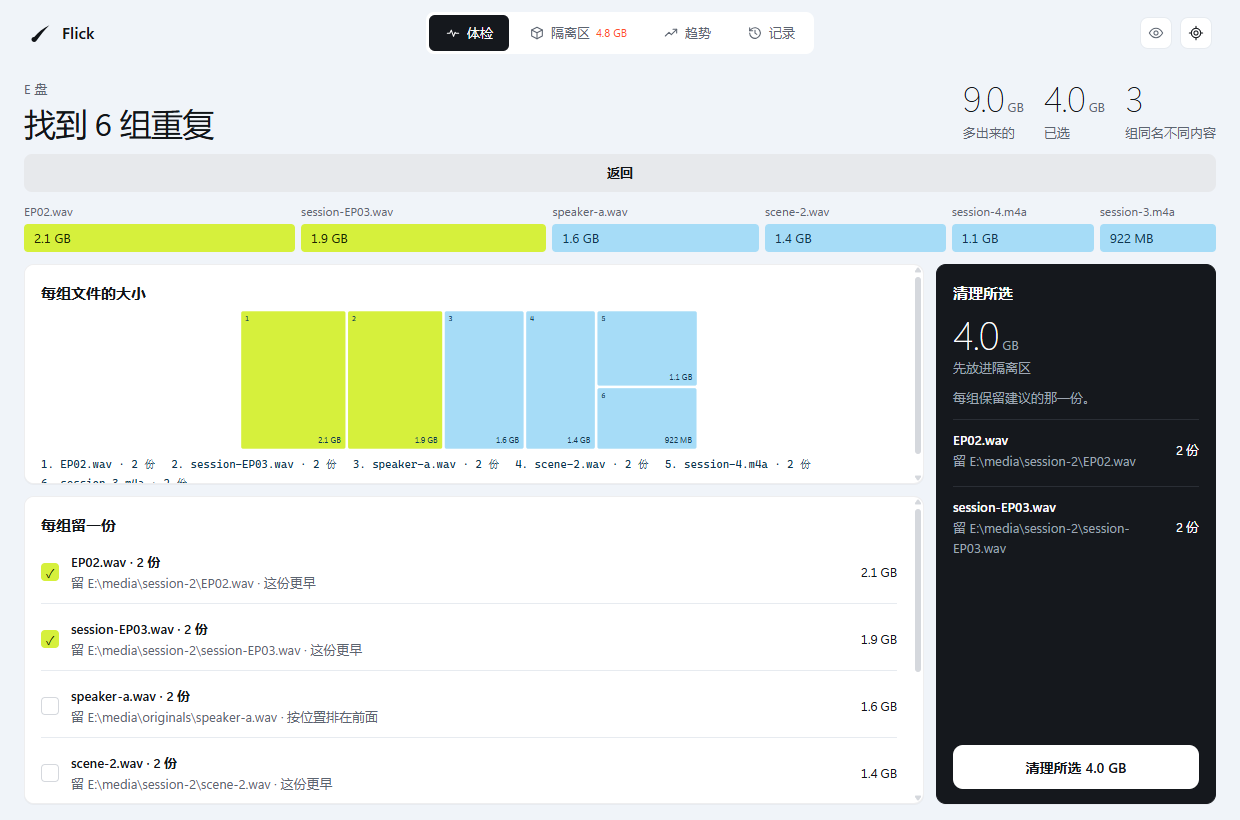 Flick
体检
隔离区 4.8 GB
趋势
记录
E 盘
找到 6 组重复
9.0 GB
多出来的
4.0 GB
已选
3
组同名不同内容
返回
EP02.wav
session-EP03.wav
speaker-a.wav
scene-2.wav
session-4.m4a
session-3.m4a
2.1 GB
1.9 GB
1.6 GB
1.4 GB
1.1 GB
922 MB
每组文件的大小
1
2.1 GB
2
1.9 GB
3
1.6 GB
4
1.4 GB
5
1.1 GB
6
922 MB
1. EP02.wav · 2 份 2. session-EP03.wav · 2 份 3. speaker-a.wav · 2 份 4. scene-2.wav · 2 份 5. session-4.m4a · 2 份
6. session-3.m4a · 2 份
每组留一份
EP02.wav · 2 份
留 E:\media\session-2\EP02.wav · 这份更早
2.1 GB
session-EP03.wav · 2 份
留 E:\media\session-2\session-EP03.wav · 这份更早
1.9 GB
speaker-a.wav · 2 份
留 E:\media\originals\speaker-a.wav · 按位置排在前面
1.6 GB
scene-2.wav · 2 份
留 E:\media\session-2\scene-2.wav · 这份更早
1.4 GB
清理所选
4.0 GB
先放进隔离区
每组保留建议的那一份。
EP02.wav
留 E:\media\session-2\EP02.wav
2 份
session-EP03.wav
留 E:\media\session-2\session-
EP03.wav
2 份
清理所选 4.0 GB